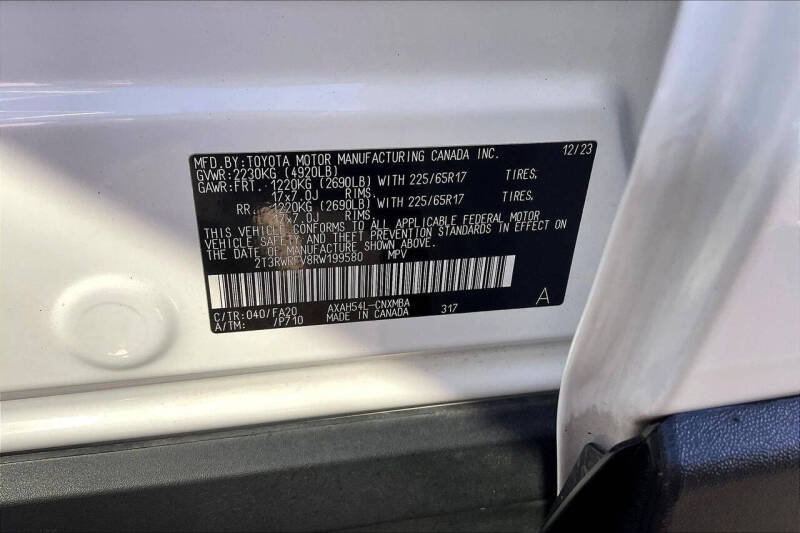 MFD.BY:TOYOTA MOTOR MANUFACTURING CANADA INC. 12/23
GVWR:2230KG (4920LB)
GAWR:FRT. 1220KG (2690LB) WITH 225/65R17 TIRES.
17x7.0J RIMS.
RR. 1220KG (2690LB) WITH 225/65R17 TIRES.
17x7.0J RIMS.
THIS VEHICLE CONFORMS TO ALL APPLICABLE FEDERAL MOTOR
VEHICLE SAFETY AND THEFT PREVENTION STANDARDS IN EFFECT ON
THE DATE OF MANUFACTURE SHOWN ABOVE.
MPV
C/TR:040/FA20 AXAH54L-CNXMBA 317
A/TM: /P710 MADE IN CANADA A